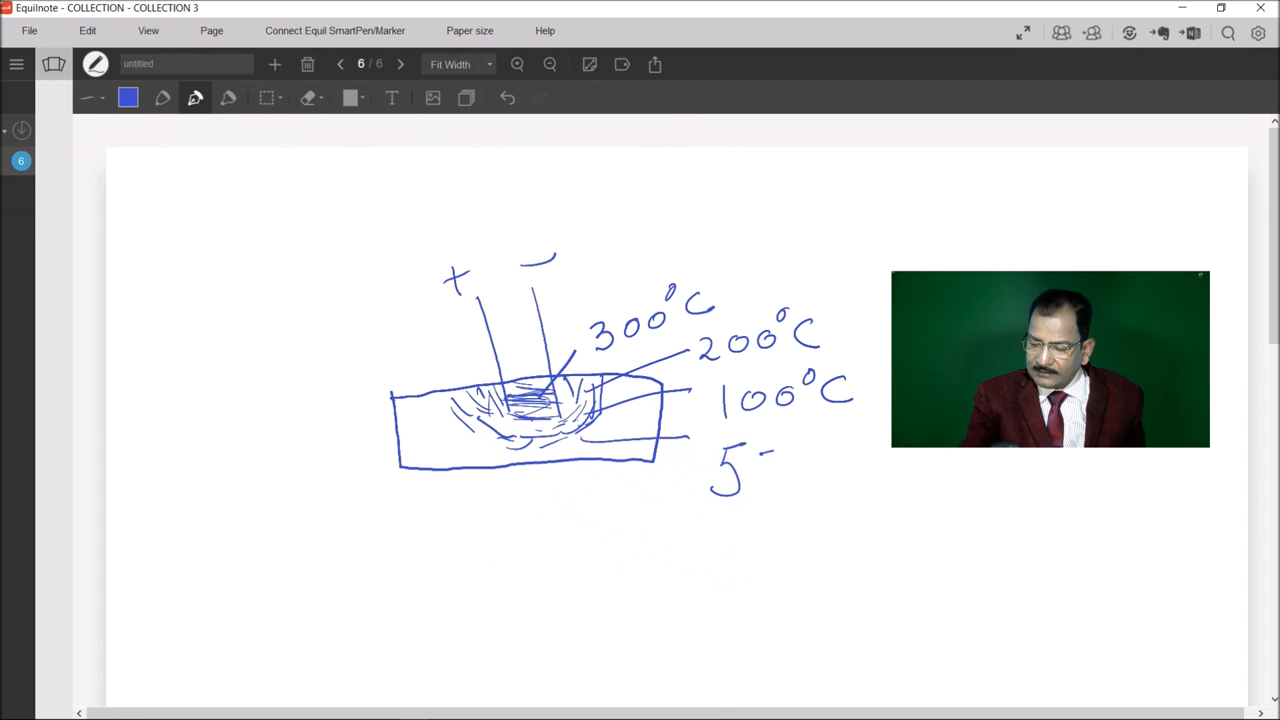 Equilnote - COLLECTION - COLLECTION 3
File Edit View Page Connect Equil SmartPen/Marker Paper size Help
untitled 6 / 6 Fit Width
T
6
+ -
300°C
200°C
100°C
5